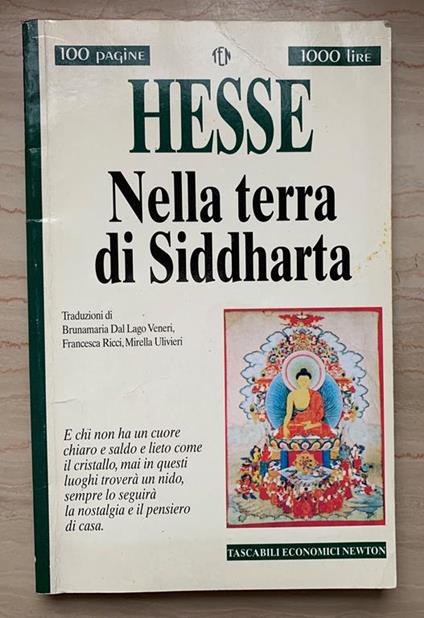 100 PAGINE
TEN
1000 LIRE
HESSE
Nella terra
di Siddharta
Traduzioni di
Brunamaria Dal Lago Veneri,
Francesca Ricci, Mirella Ulivieri
E chi non ha un cuore
chiaro e saldo e lieto come
il cristallo, mai in questi
luoghi troverà un nido,
sempre lo seguirà
la nostalgia e il pensiero
di casa.
TASCABILI ECONOMICI NEWTON